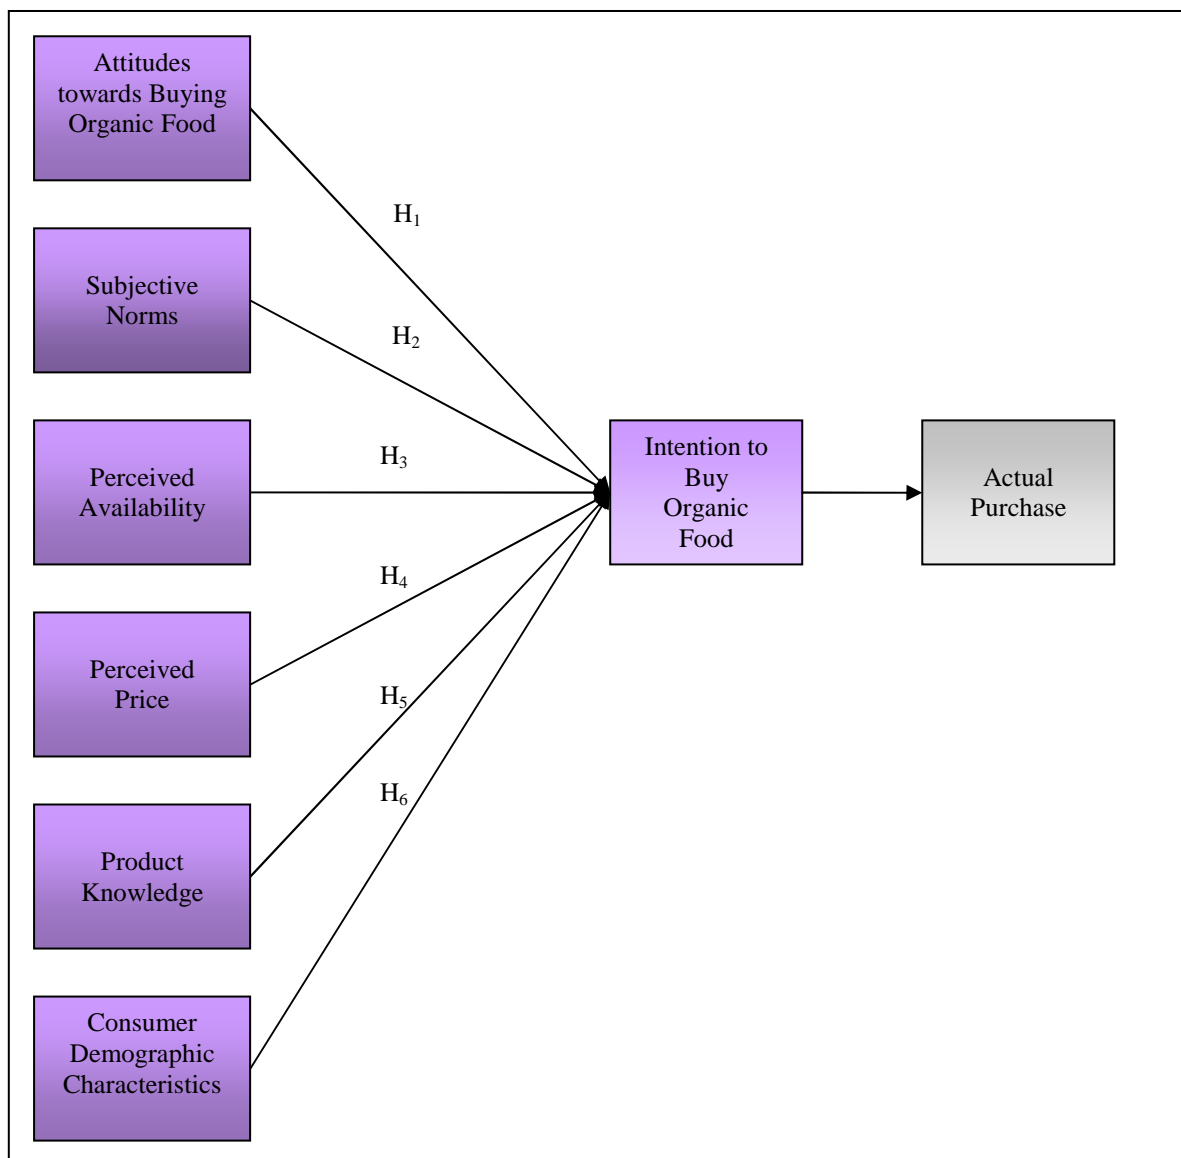 Attitudes
towards Buying
Organic Food
H₁
Subjective
Norms
H₂
Perceived
Availability
H₃
Intention to
Buy
Organic
Food
Actual
Purchase
H₄
Perceived
Price
H₅
H₆
Product
Knowledge
Consumer
Demographic
Characteristics